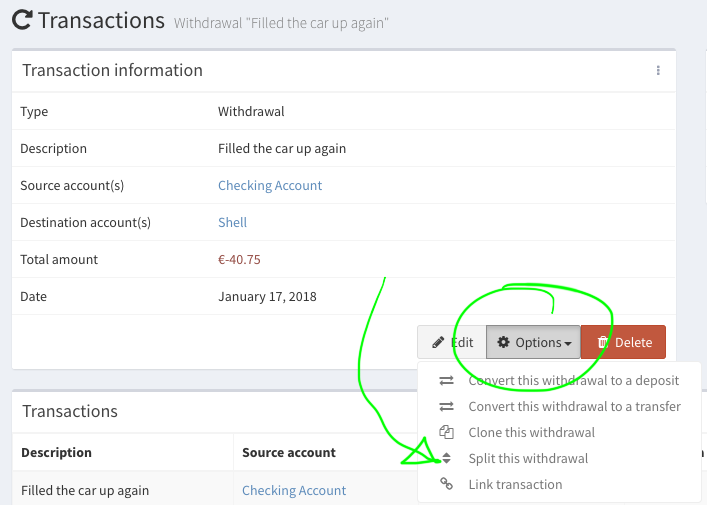 Transactions Withdrawal "Filled the car up again"
Transaction information
Type Withdrawal
Description Filled the car up again
Source account(s) Checking Account
Destination account(s) Shell
Total amount €-40.75
Date January 17, 2018
Edit Options Delete
Convert this withdrawal to a deposit
Convert this withdrawal to a transfer
Clone this withdrawal
Split this withdrawal
Link transaction
Transactions
Description Source account
Filled the car up again Checking Account